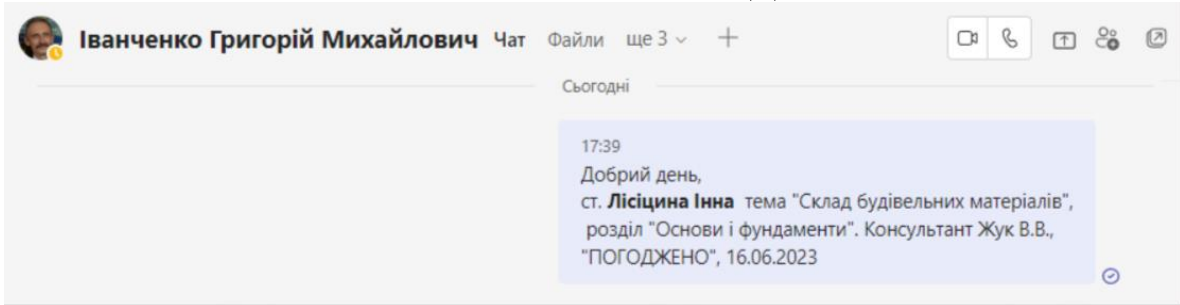 Іванченко Григорій Михайлович Чат Файли ще 3
Сьогодні
17:39
Добрий день,
ст. Лісіцина Інна тема "Склад будівельних матеріалів",
розділ "Основи і фундаменти". Консультант Жук В.В.,
"ПОГОДЖЕНО", 16.06.2023